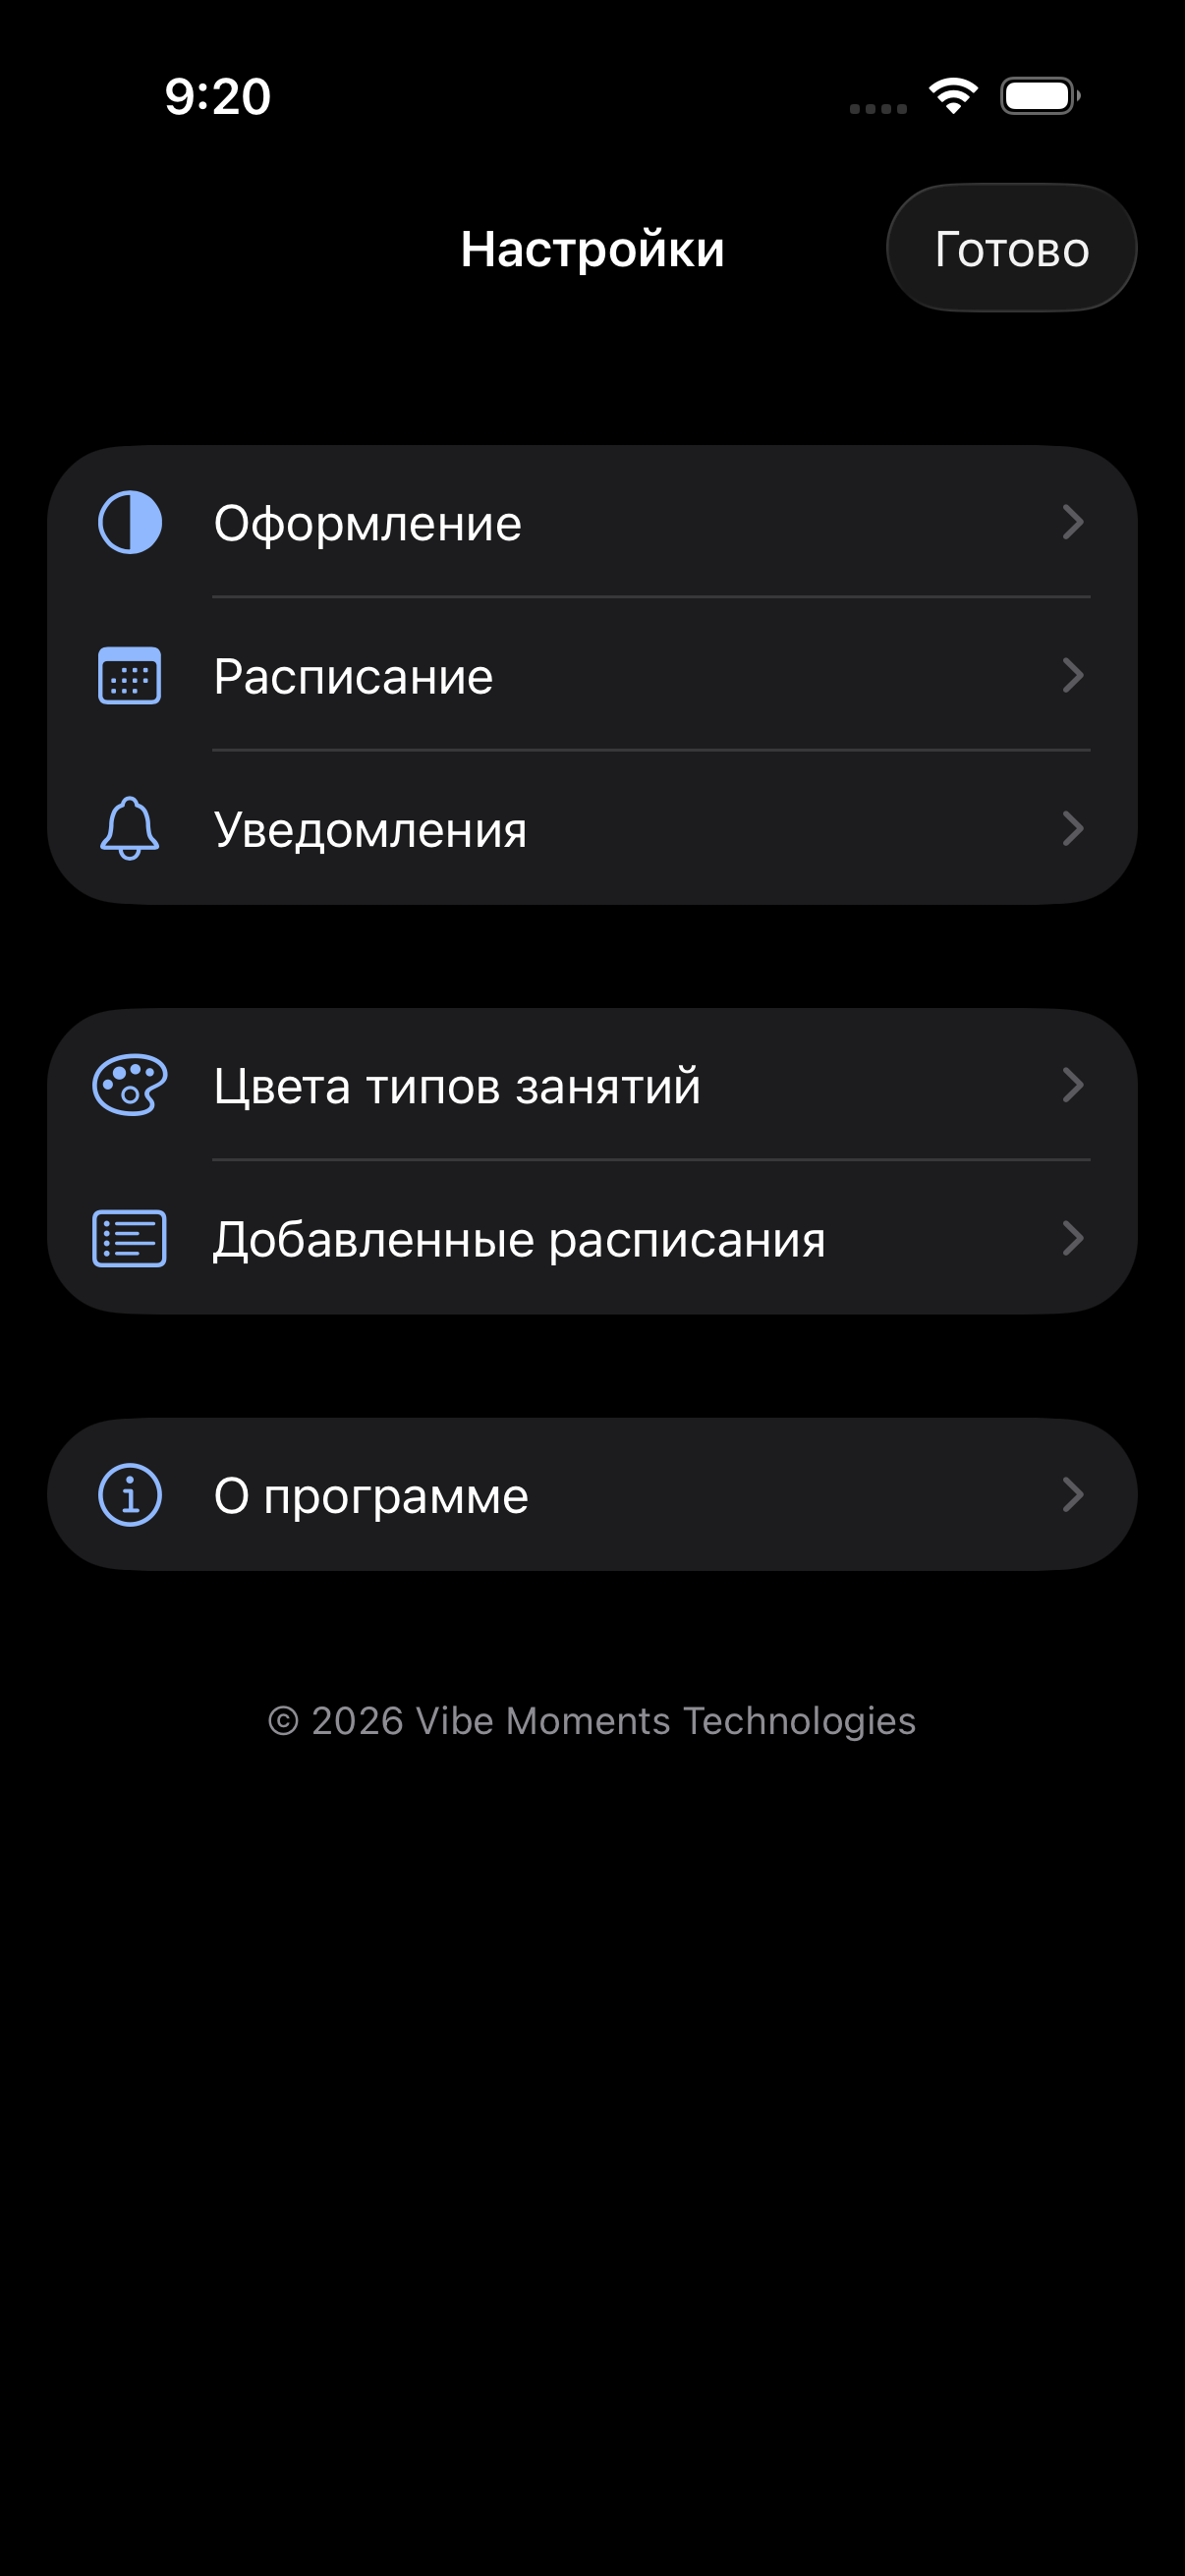 9:20
Настройки
Готово
Оформление
Расписание
Уведомления
Цвета типов занятий
Добавленные расписания
О программе
© 2026 Vibe Moments Technologies